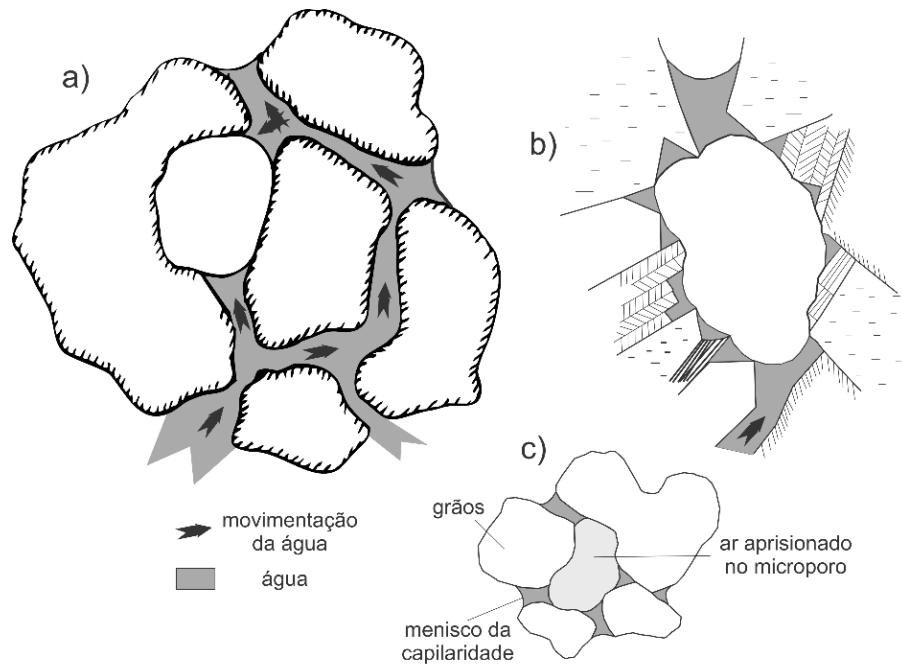 a)
b)
c)
movimentação
da água
água
grãos
ar aprisionado
no microporo
menisco da
capilaridade